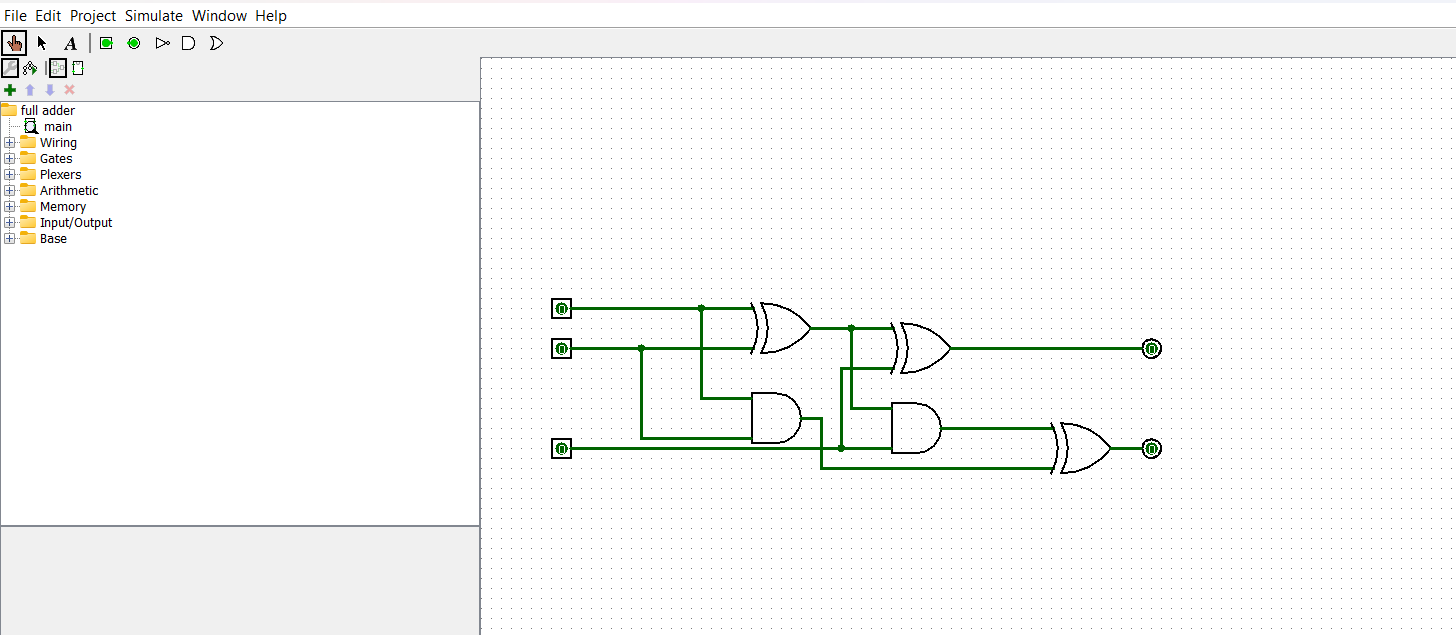 File Edit Project Simulate Window Help
A
full adder
main
Wiring
Gates
Plexers
Arithmetic
Memory
Input/Output
Base
0
0
0
0
0